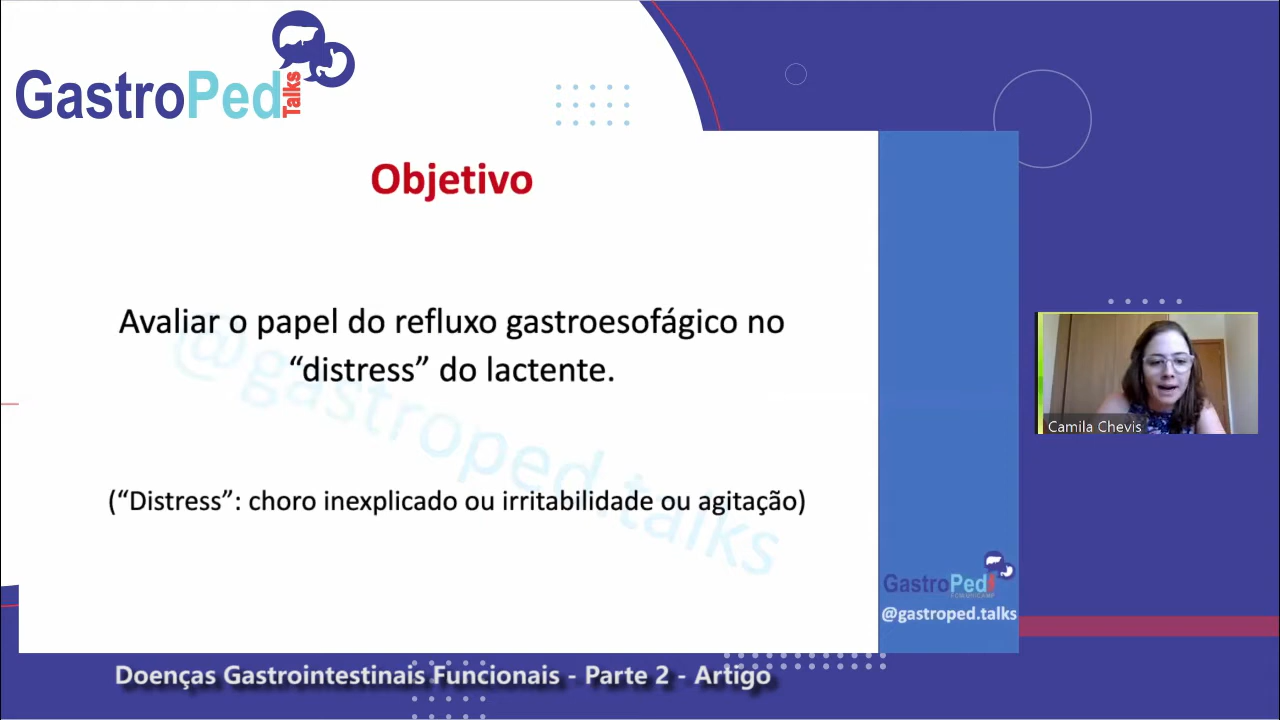 GastroPed
Talks
Objetivo
Avaliar o papel do refluxo gastroesofágico no
“distress” do lactente.
(“Distress”: choro inexplicado ou irritabilidade ou agitação)
@gastroped.talks
Camila Chevis
GastroPed
@gastroped.talks
Doenças Gastrointestinais Funcionais - Parte 2 - Artigo